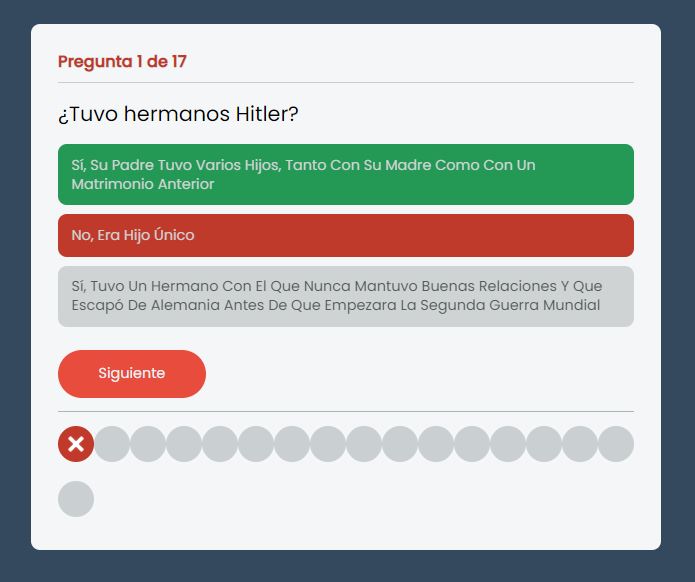 Pregunta 1 de 17
¿Tuvo hermanos Hitler?
Sí, Su Padre Tuvo Varios Hijos, Tanto Con Su Madre Como Con Un
Matrimonio Anterior
No, Era Hijo Único
Sí, Tuvo Un Hermano Con El Que Nunca Mantuvo Buenas Relaciones Y Que
Escapó De Alemania Antes De Que Empezara La Segunda Guerra Mundial
Siguiente